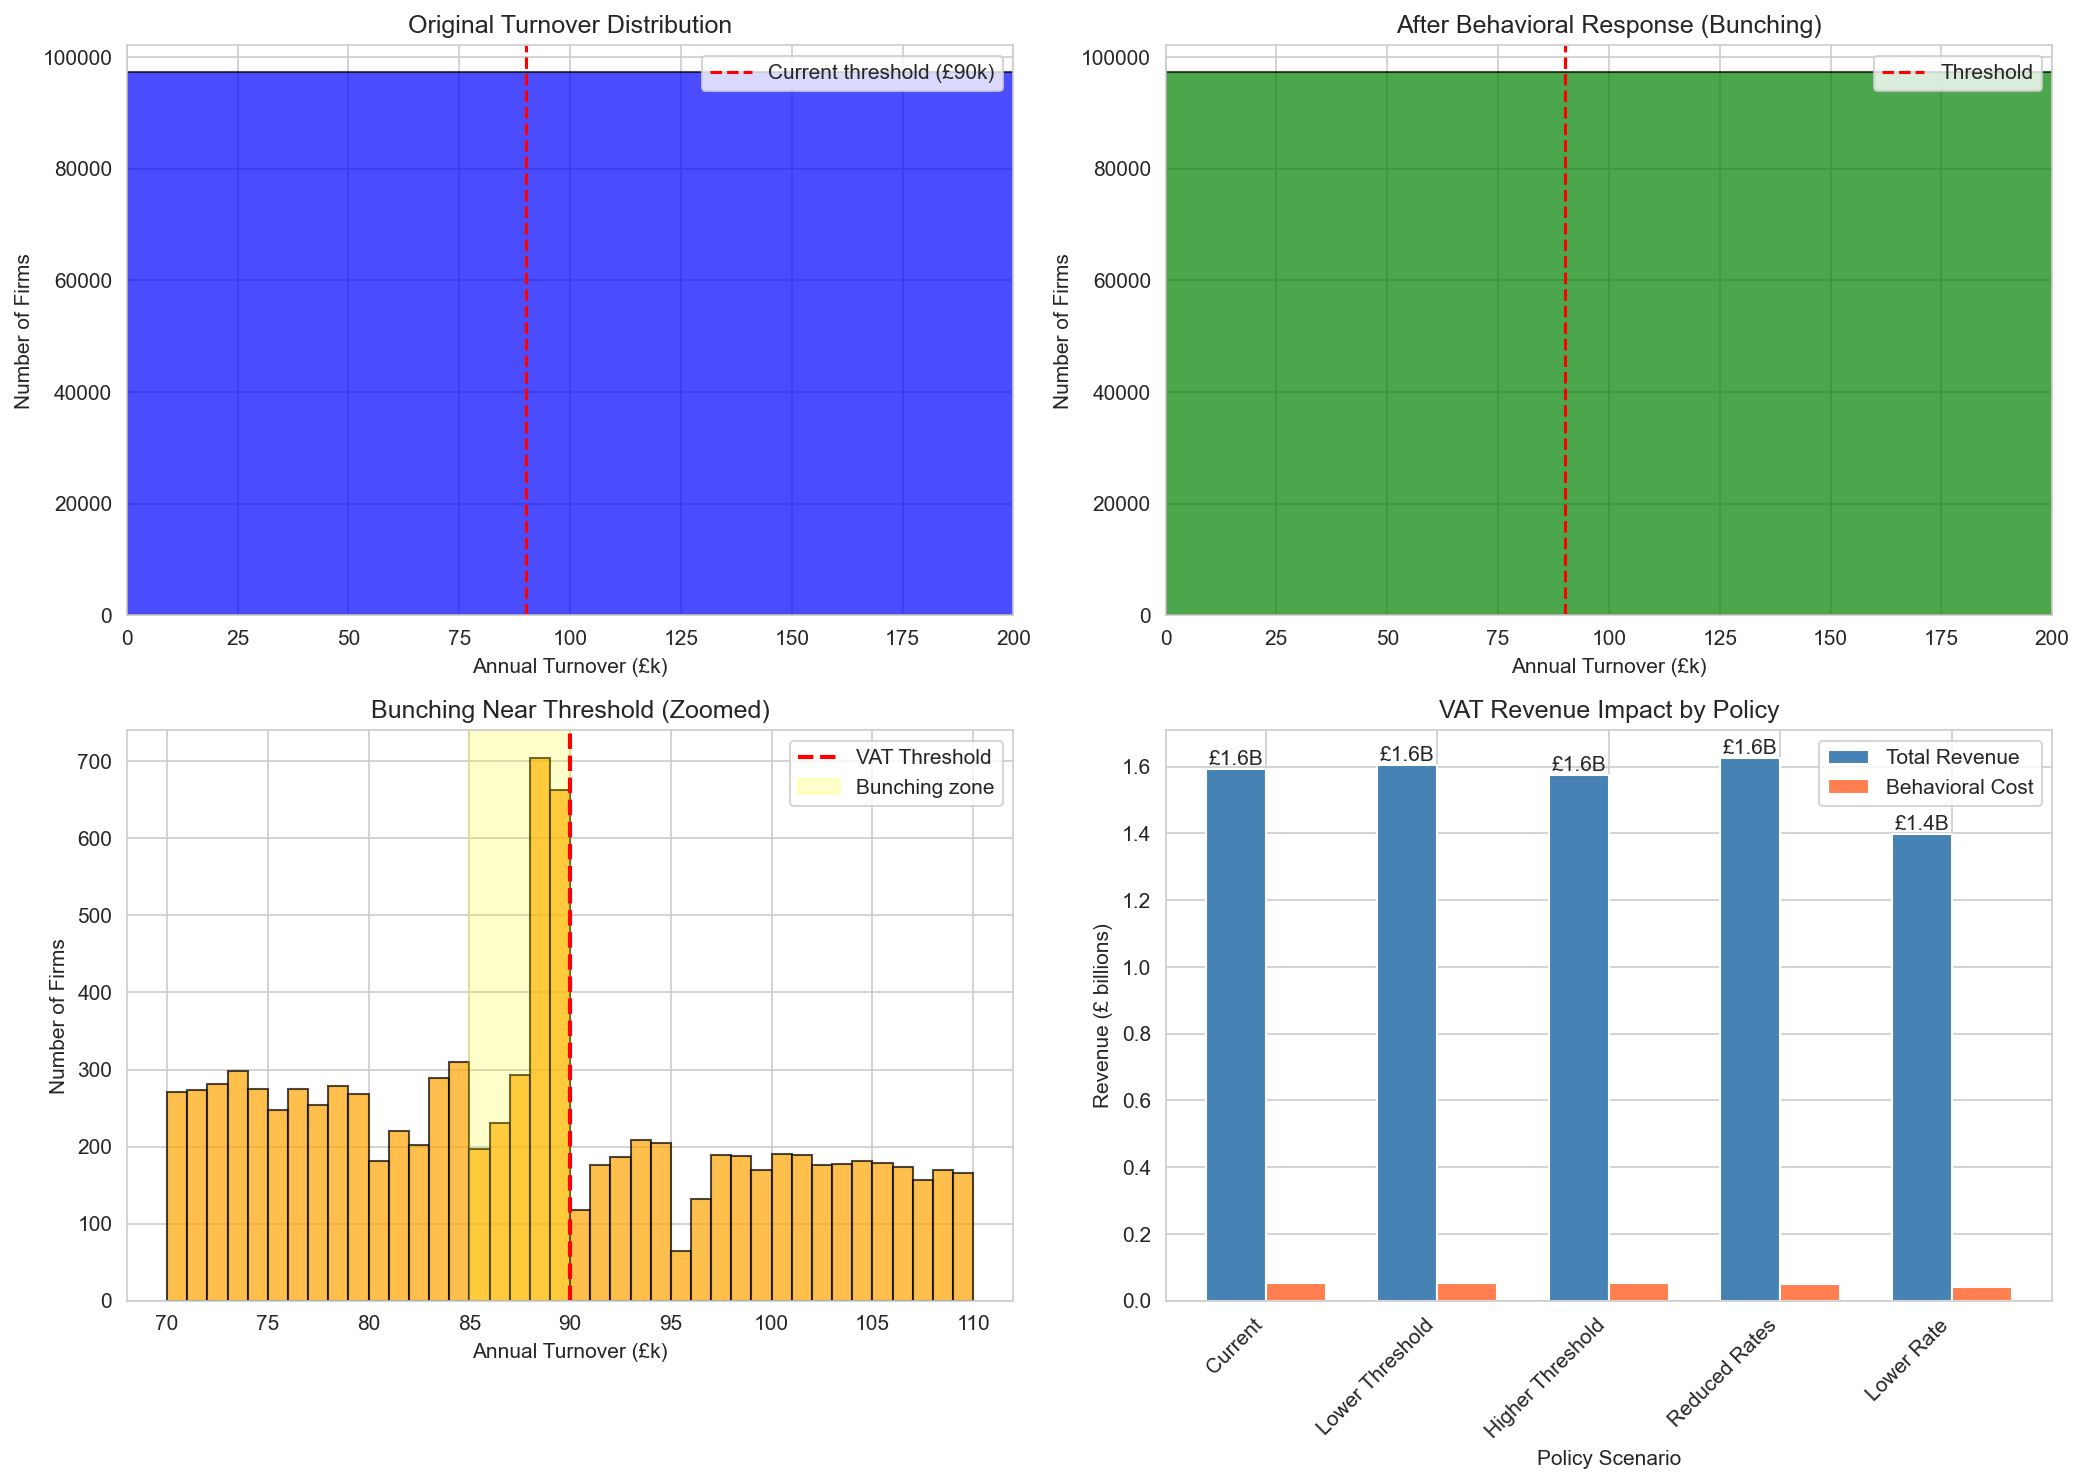 Original Turnover Distribution
100000
80000
60000
40000
20000
0
Number of Firms
Current threshold (£90k)
0 25 50 75 100 125 150 175 200
Annual Turnover (£k)
After Behavioral Response (Bunching)
100000
80000
60000
40000
20000
0
Number of Firms
Threshold
0 25 50 75 100 125 150 175 200
Annual Turnover (£k)
Bunching Near Threshold (Zoomed)
700
600
500
400
300
200
100
0
Number of Firms
VAT Threshold
Bunching zone
70 75 80 85 90 95 100 105 110
Annual Turnover (£k)
VAT Revenue Impact by Policy
1.6
1.4
1.2
1.0
0.8
0.6
0.4
0.2
0.0
Revenue (£ billions)
£1.6B £1.6B £1.6B £1.6B £1.4B
Total Revenue
Behavioral Cost
Current
Lower Threshold
Higher Threshold
Reduced Rates
Lower Rate
Policy Scenario